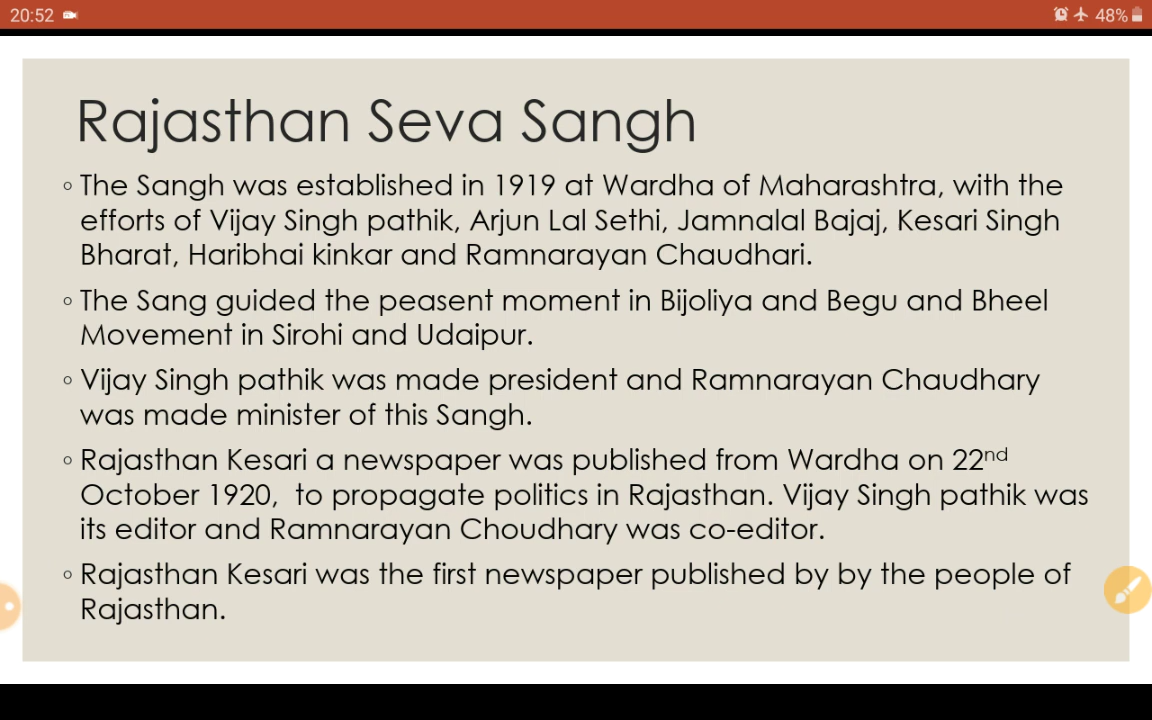 20:52
48%
Rajasthan Seva Sangh
◦ The Sangh was established in 1919 at Wardha of Maharashtra, with the
efforts of Vijay Singh pathik, Arjun Lal Sethi, Jamnalal Bajaj, Kesari Singh
Bharat, Haribhai kinkar and Ramnarayan Chaudhari.
◦ The Sang guided the peasent moment in Bijoliya and Begu and Bheel
Movement in Sirohi and Udaipur.
◦ Vijay Singh pathik was made president and Ramnarayan Chaudhary
was made minister of this Sangh.
◦ Rajasthan Kesari a newspaper was published from Wardha on 22nd
October 1920,  to propagate politics in Rajasthan. Vijay Singh pathik was
its editor and Ramnarayan Choudhary was co-editor.
◦ Rajasthan Kesari was the first newspaper published by by the people of
Rajasthan.